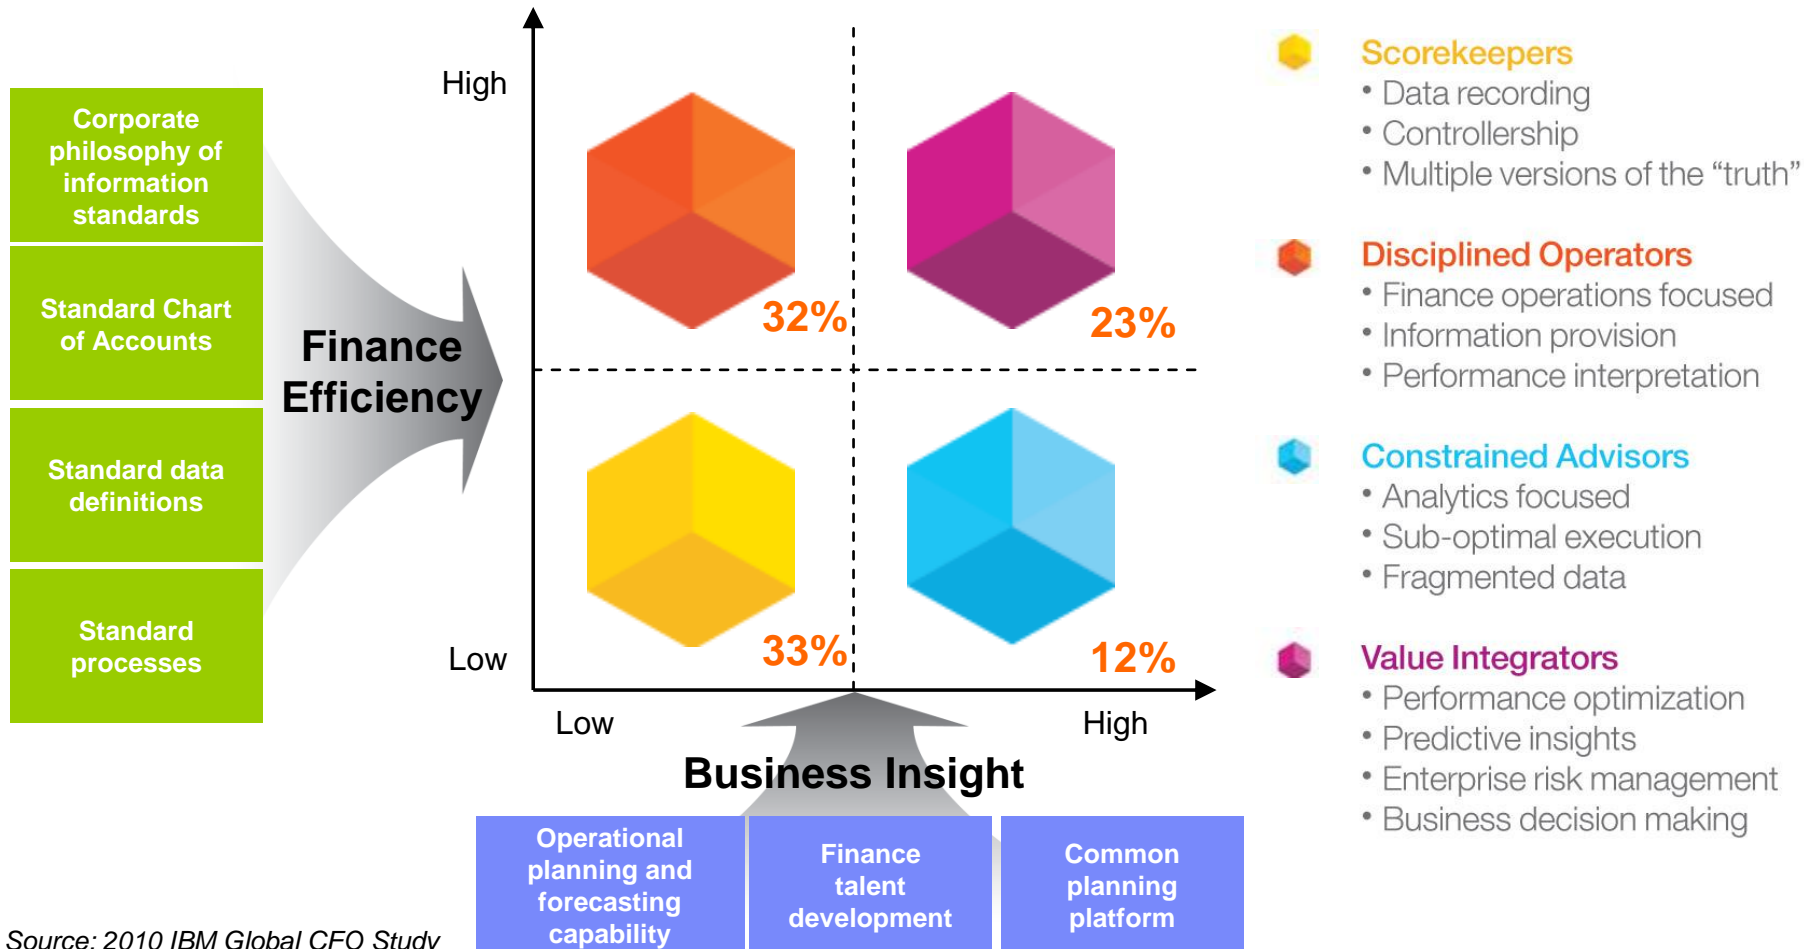 Corporate
philosophy of
information
standards
Standard Chart
of Accounts
Standard data
definitions
Standard
processes
Finance
Efficiency
High
Low
32%
23%
33%
12%
Low
High
Business Insight
Operational
planning and
forecasting
capability
Finance
talent
development
Common
planning
platform
Scorekeepers
• Data recording
• Controllership
• Multiple versions of the “truth”
Disciplined Operators
• Finance operations focused
• Information provision
• Performance interpretation
Constrained Advisors
• Analytics focused
• Sub-optimal execution
• Fragmented data
Value Integrators
• Performance optimization
• Predictive insights
• Enterprise risk management
• Business decision making
Source: 2010 IBM Global CFO Study